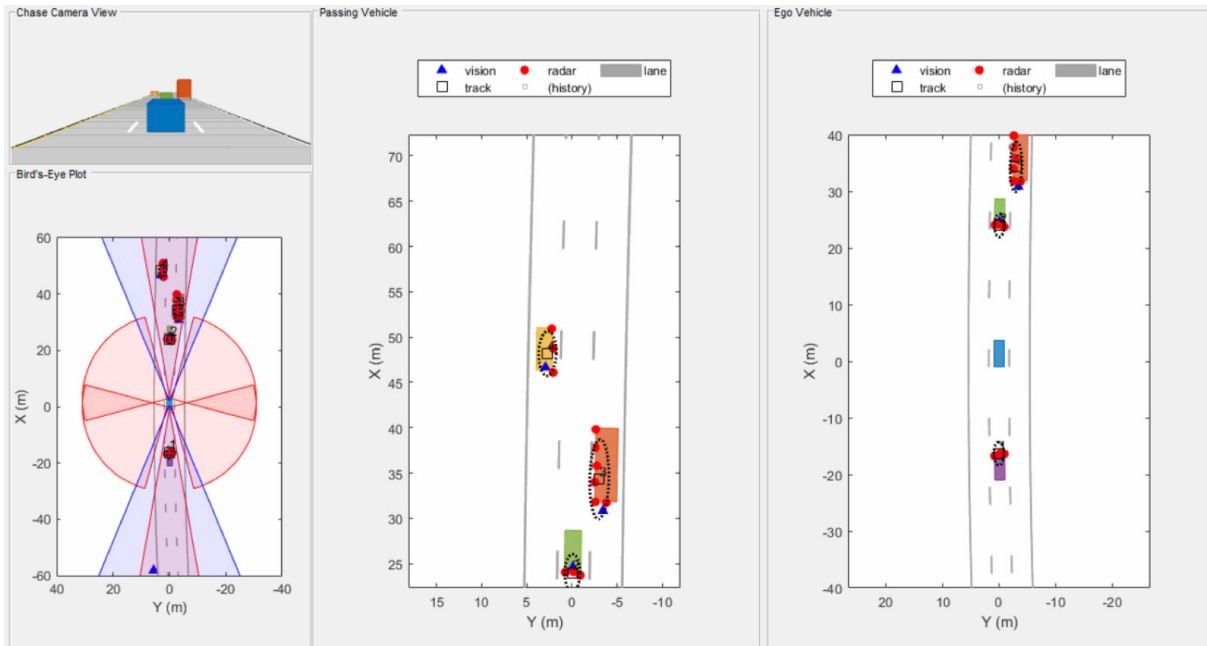 Chase Camera View
Bird's-Eye Plot
60
40
20
0
-20
-40
-60
40 20 0 -20 -40
X (m)
Y (m)
Passing Vehicle
vision radar lane
track (history)
70
65
60
55
50
45
40
35
30
25
15 10 5 0 -5 -10
X (m)
Y (m)
Ego Vehicle
vision radar lane
track (history)
40
30
20
10
0
-10
-20
-30
-40
20 10 0 -10 -20
X (m)
Y (m)